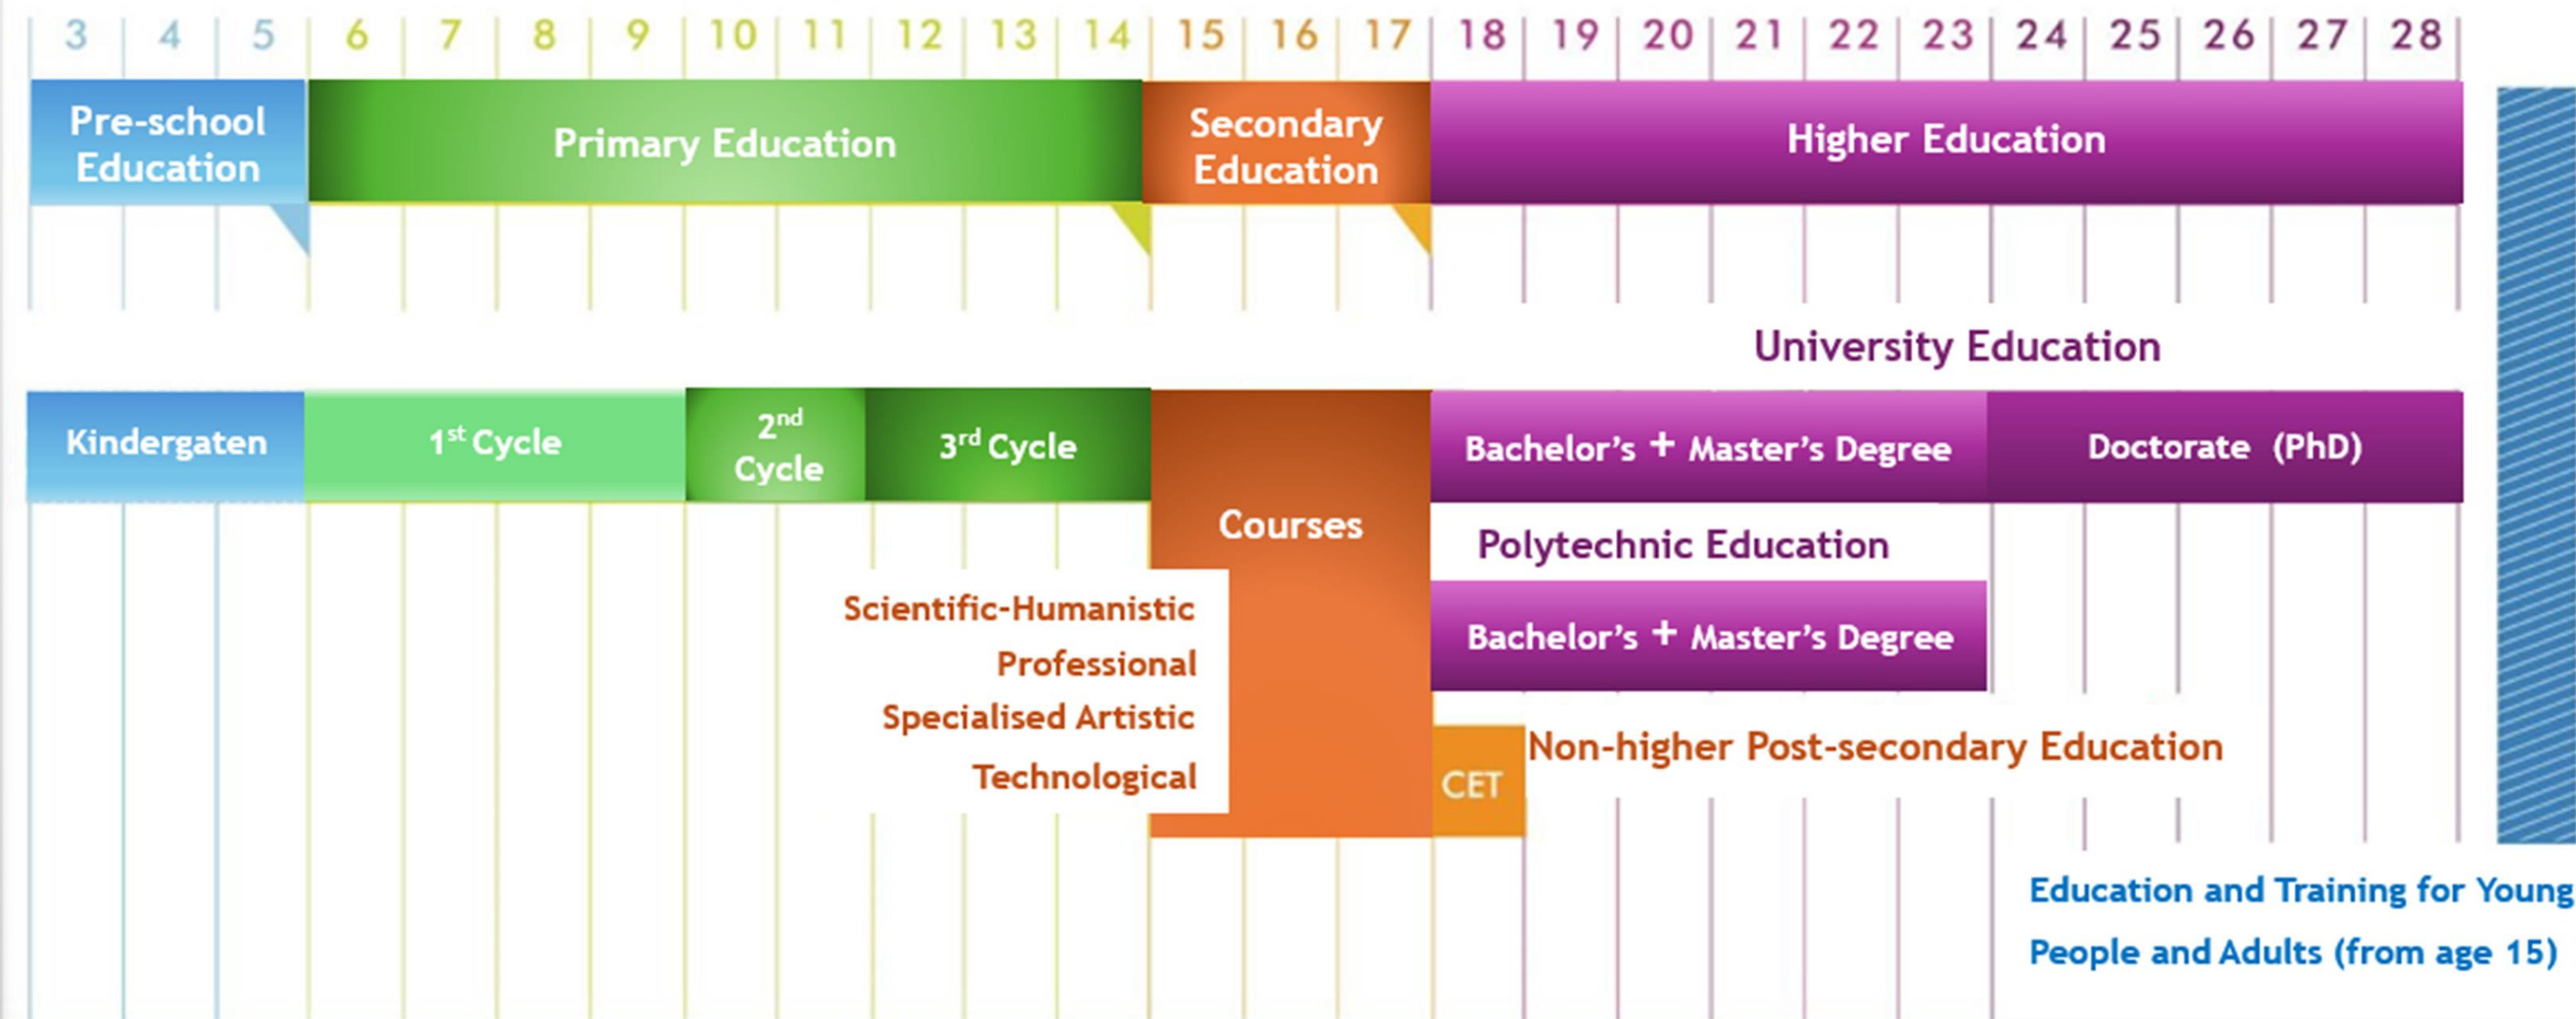 3 4 5 6 7 8 9 10 11 12 13 14 15 16 17 18 19 20 21 22 23 24 25 26 27 28
Pre-school
Education
Primary Education
Secondary
Education
Higher Education
University Education
Kindergaten
1st Cycle
2nd
Cycle
3rd Cycle
Courses
Bachelor's + Master's Degree
Doctorate (PhD)
Polytechnic Education
Bachelor's + Master's Degree
Scientific-Humanistic
Professional
Specialised Artistic
Technological
CET
Non-higher Post-secondary Education
Education and Training for Young
People and Adults (from age 15)